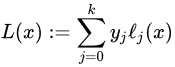 L(x) := \sum_{j=0}^{k} y_j \ell_j(x)